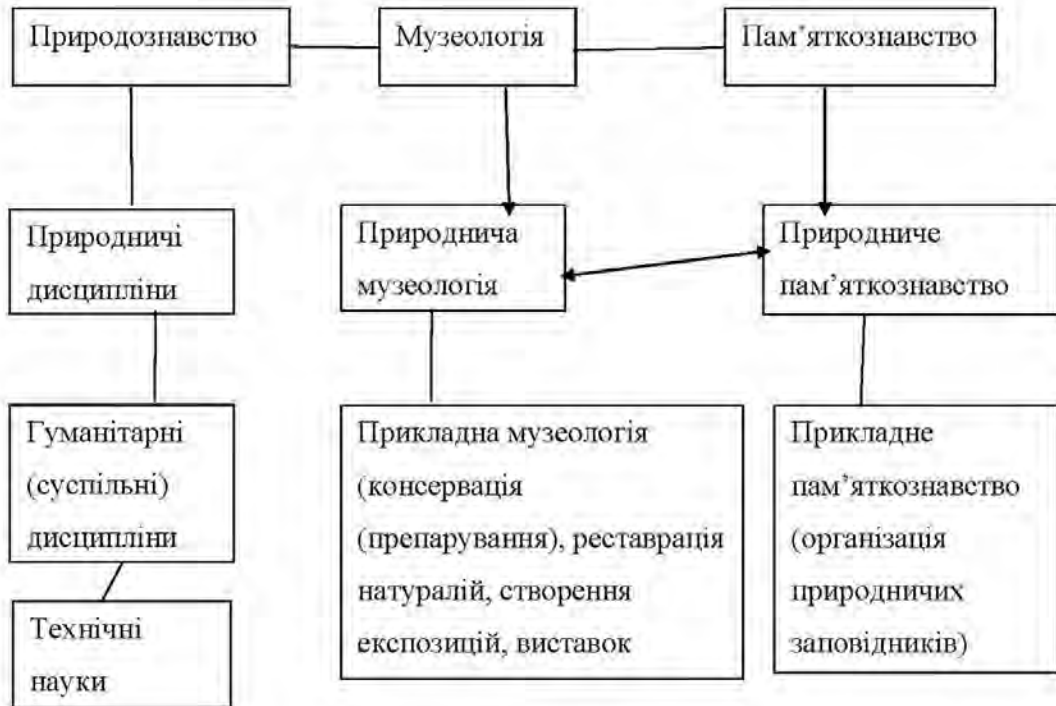 Природознавство
Музеологія
Пам’яткознавство
Природничі
дисципліни
Природнича
музеологія
Природниче
пам’яткознавство
Гуманітарні
(суспільні)
дисципліни
Прикладна музеологія
(консервація
(препарування), реставрація
натуралій, створення
експозицій, виставок
Прикладне
пам’яткознавство
(організація
природничих
заповідників)
Технічні
науки